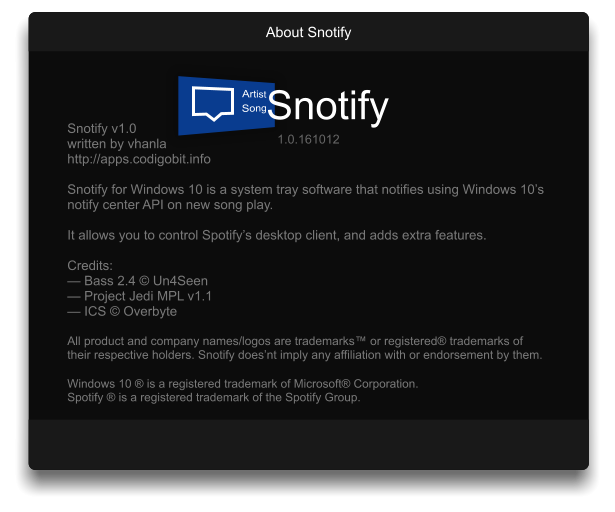 About Snotify
Artist
Song
Snotify
1.0.161012
Snotify v1.0
written by vhanla
http://apps.codigobit.info
Snotify for Windows 10 is a system tray software that notifies using Windows 10's
notify center API on new song play.
It allows you to control Spotify's desktop client, and adds extra features.
Credits:
— Bass 2.4 © Un4Seen
— Project Jedi MPL v1.1
— ICS © Overbyte
All product and company names/logos are trademarks™ or registered® trademarks of
their respective holders. Snotify does'nt imply any affiliation with or endorsement by them.
Windows 10 ® is a registered trademark of Microsoft® Corporation.
Spotify ® is a registered trademark of the Spotify Group.